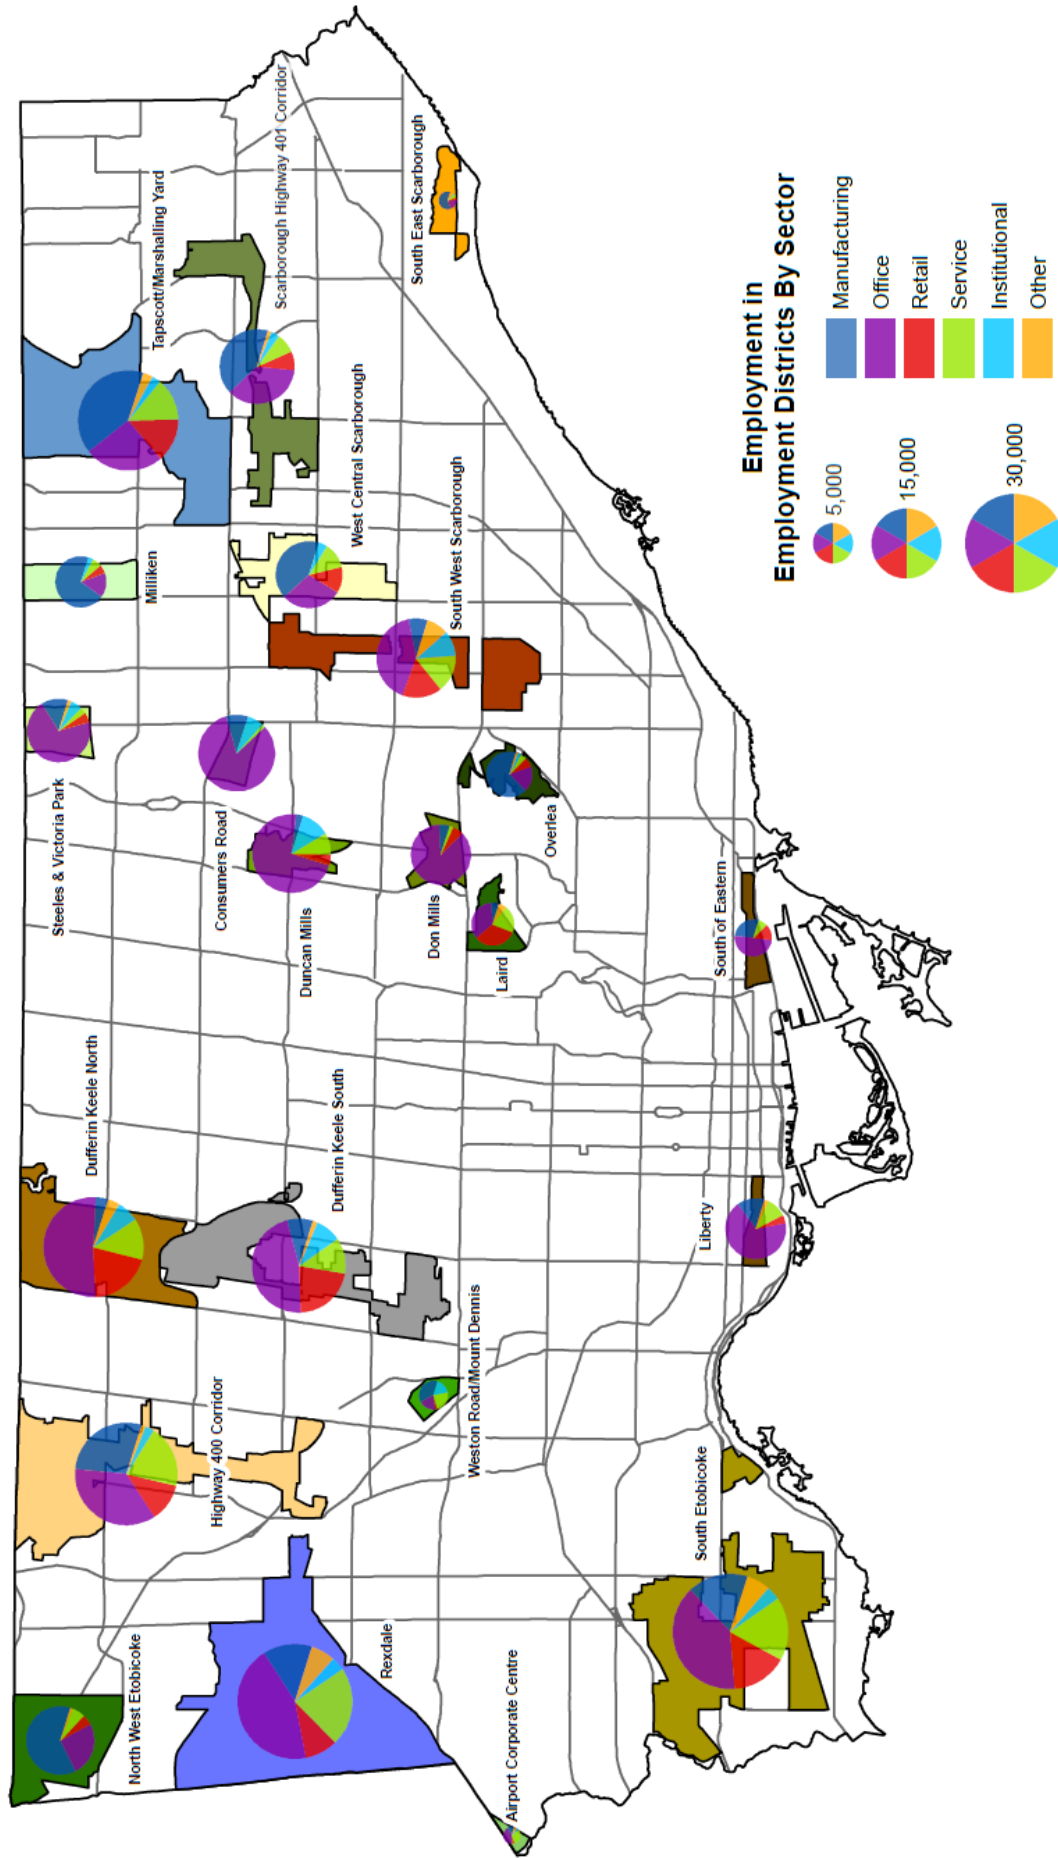 Steeles & Victoria Park
Milliken
Tapscott/Marshalling Yard
Scarborough Highway 401 Corridor
North West Etobicoke
Highway 400 Corridor
Dufferin Keele North
Consumers Road
Duncan Mills
West Central Scarborough
South East Scarborough
Rexdale
Dufferin Keele South
Don Mills
South West Scarborough
Airport Corporate Centre
Weston Road/Mount Dennis
Laird
Overlea
South Etobicoke
Liberty
South of Eastern
Employment in
Employment Districts By Sector
5,000
15,000
30,000
Manufacturing
Office
Retail
Service
Institutional
Other